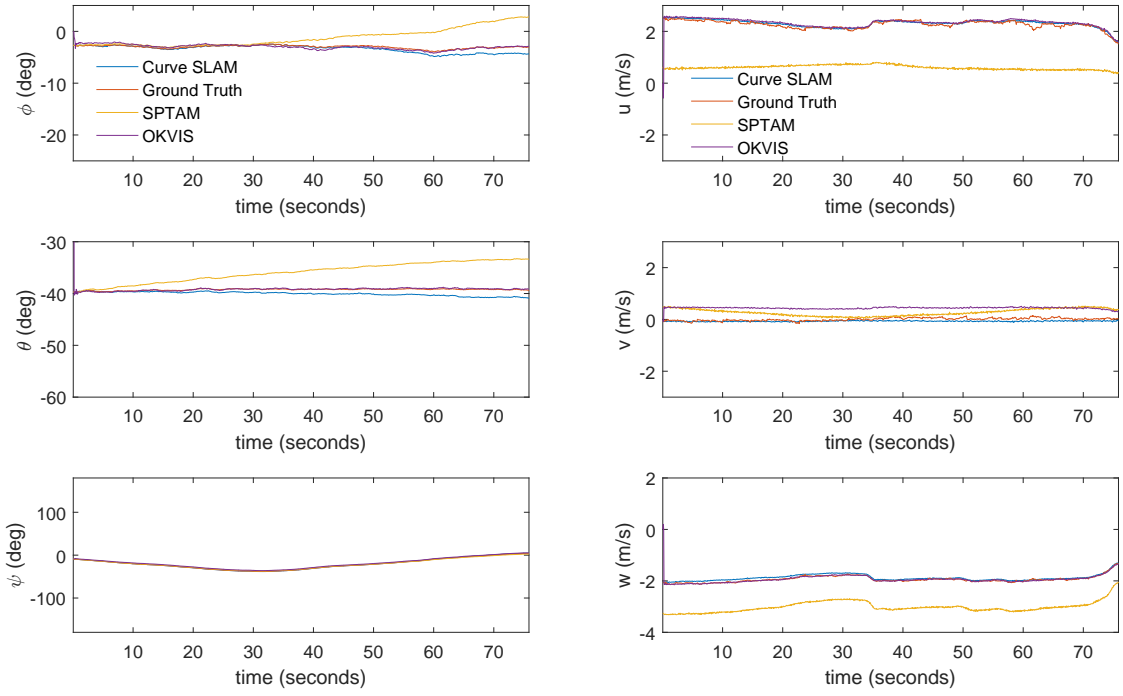 0
-10
-20
ϕ (deg)
Curve SLAM
Ground Truth
SPTAM
OKVIS
10 20 30 40 50 60 70
time (seconds)
2
0
-2
u (m/s)
Curve SLAM
Ground Truth
SPTAM
OKVIS
10 20 30 40 50 60 70
time (seconds)
-30
-40
-50
-60
θ (deg)
10 20 30 40 50 60 70
time (seconds)
2
0
-2
v (m/s)
10 20 30 40 50 60 70
time (seconds)
100
0
-100
ψ (deg)
10 20 30 40 50 60 70
time (seconds)
2
0
-2
-4
w (m/s)
10 20 30 40 50 60 70
time (seconds)